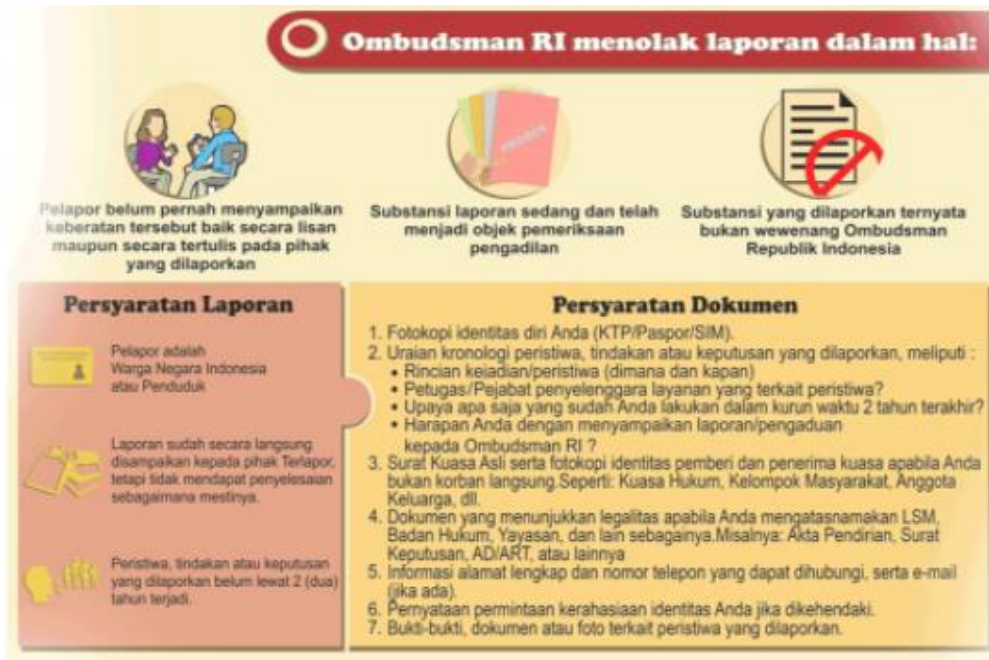 Ombudsman RI menolak laporan dalam hal:
Pelapor belum pernah menyampaikan
keberatan tersebut baik secara lisan
maupun secara tertulis pada pihak
yang dilaporkan
PROSES
Substansi laporan sedang dan telah
menjadi objek pemeriksaan
pengadilan
Substansi yang dilaporkan ternyata
bukan wewenang Ombudsman
Republik Indonesia
Persyaratan Laporan
Pelapor adalah
Warga Negara Indonesia
atau Penduduk
Laporan sudah secara langsung
disampaikan kepada pihak Terlapor,
tetapi tidak mendapat penyelesaian
sebagaimana mestinya.
Peristiwa, tindakan atau keputusan
yang dilaporkan belum lewat 2 (dua)
tahun terjadi.
Persyaratan Dokumen
1. Fotokopi identitas diri Anda (KTP/Paspor/SIM).
2. Uraian kronologi peristiwa, tindakan atau keputusan yang dilaporkan, meliputi :
• Rincian kejadian/peristiwa (dimana dan kapan)
• Petugas/Pejabat penyelenggara layanan yang terkait peristiwa?
• Upaya apa saja yang sudah Anda lakukan dalam kurun waktu 2 tahun terakhir?
• Harapan Anda dengan menyampaikan laporan/pengaduan
kepada Ombudsman RI ?
3. Surat Kuasa Asli serta fotokopi identitas pemberi dan penerima kuasa apabila Anda
bukan korban langsung.Seperti: Kuasa Hukum, Kelompok Masyarakat, Anggota
Keluarga, dll.
4. Dokumen yang menunjukkan legalitas apabila Anda mengatasnamakan LSM,
Badan Hukum, Yayasan, dan lain sebagainya.Misalnya: Akta Pendirian, Surat
Keputusan, AD/ART, atau lainnya
5. Informasi alamat lengkap dan nomor telepon yang dapat dihubungi, serta e-mail
(jika ada).
6. Pernyataan permintaan kerahasiaan identitas Anda jika dikehendaki.
7. Bukti-bukti, dokumen atau foto terkait peristiwa yang dilaporkan.